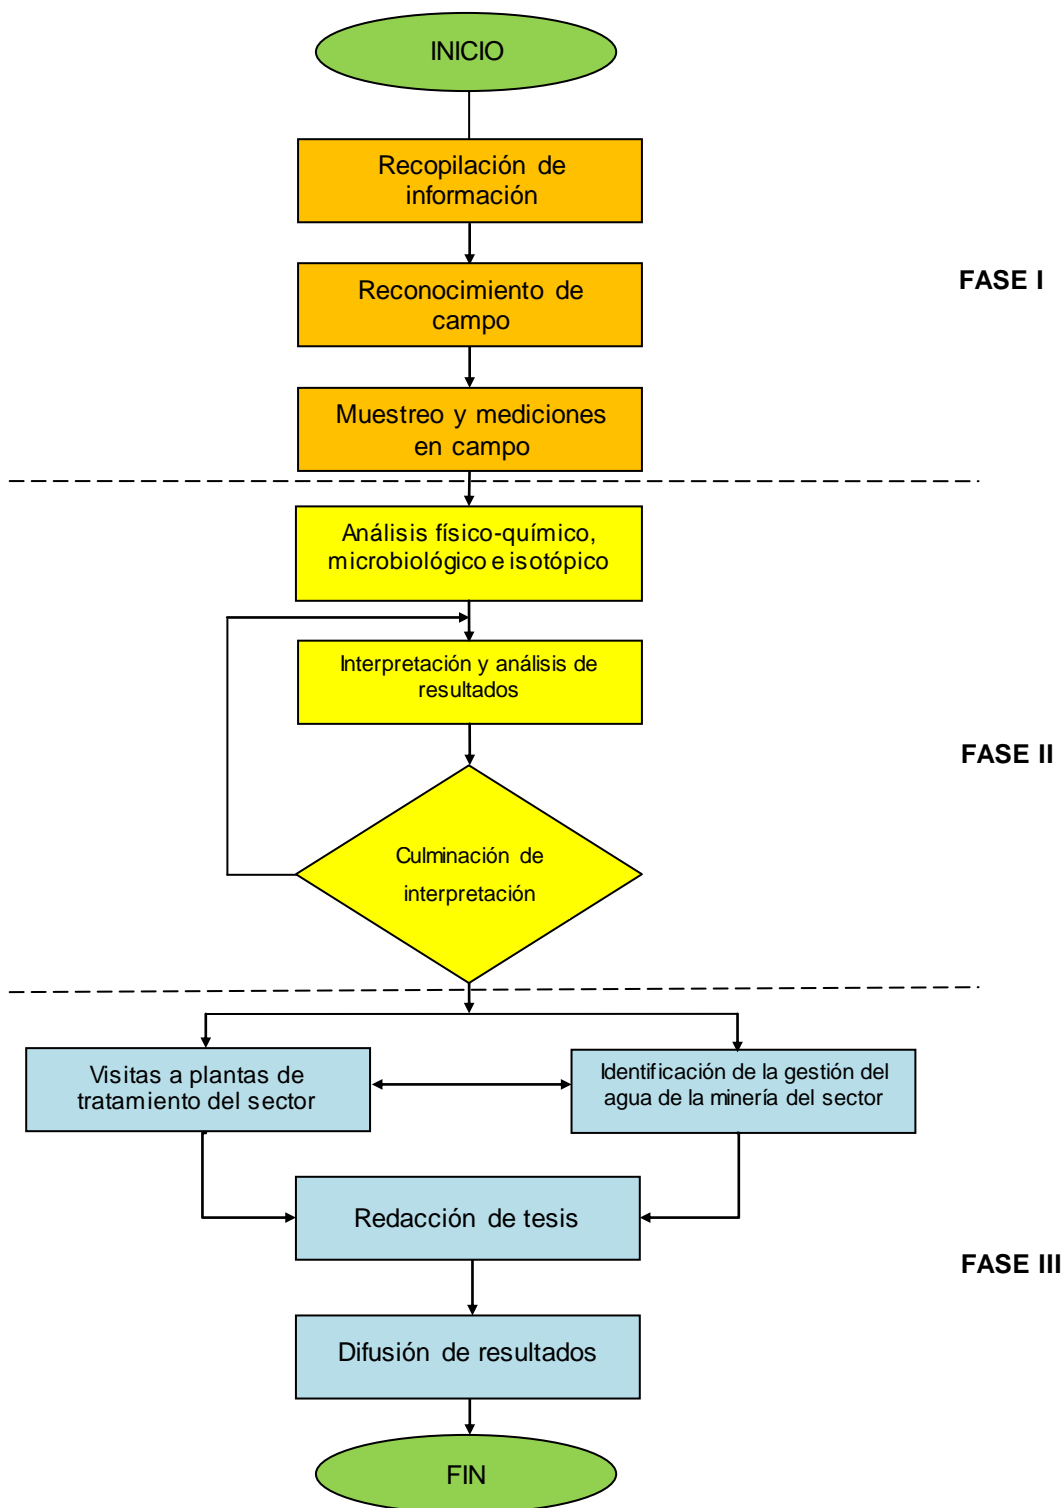 INICIO
Recopilación de
información
Reconocimiento de
campo
FASE I
Muestreo y mediciones
en campo
Análisis físico-químico,
microbiológico e isotópico
Interpretación y análisis de
resultados
FASE II
Culminación de
interpretación
Visitas a plantas de
tratamiento del sector
Identificación de la gestión del
agua de la minería del sector
Redacción de tesis
FASE III
Difusión de resultados
FIN